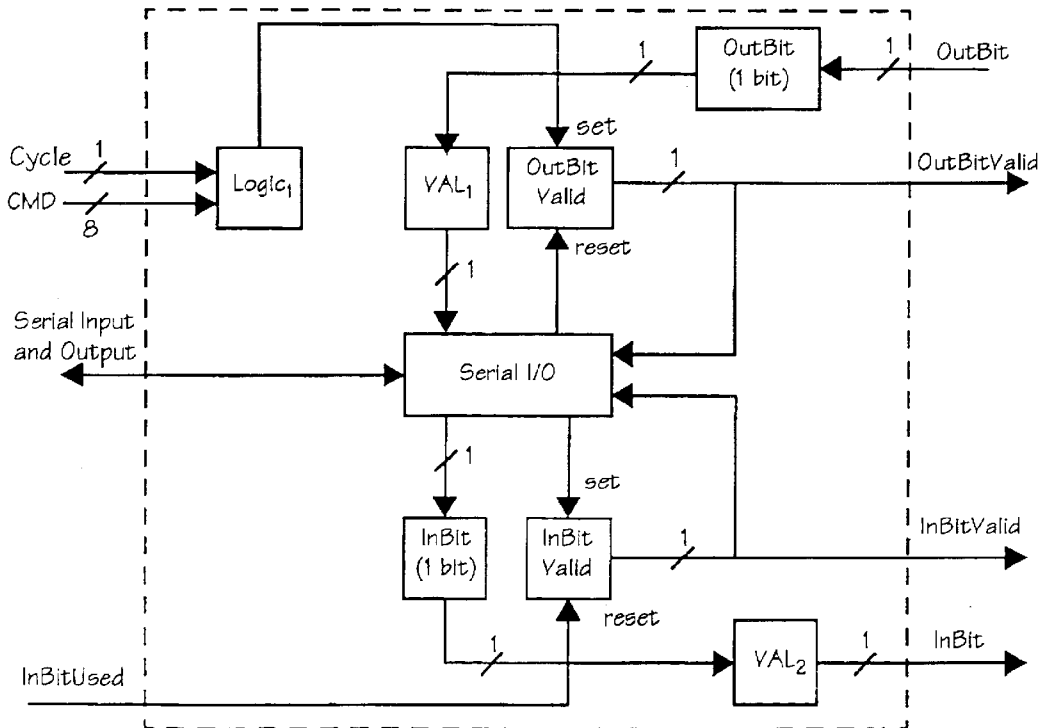 1
OutBit
(1 bit)
1
OutBit
set
Cycle
1
Logic₁
VAL₁
OutBit
Valid
1
OutBitValid
CMD
8
reset
1
Serial Input
and Output
Serial I/O
1
set
InBit
(1 bit)
InBit
Valid
1
InBitValid
reset
1
VAL₂
1
InBit
InBitUsed